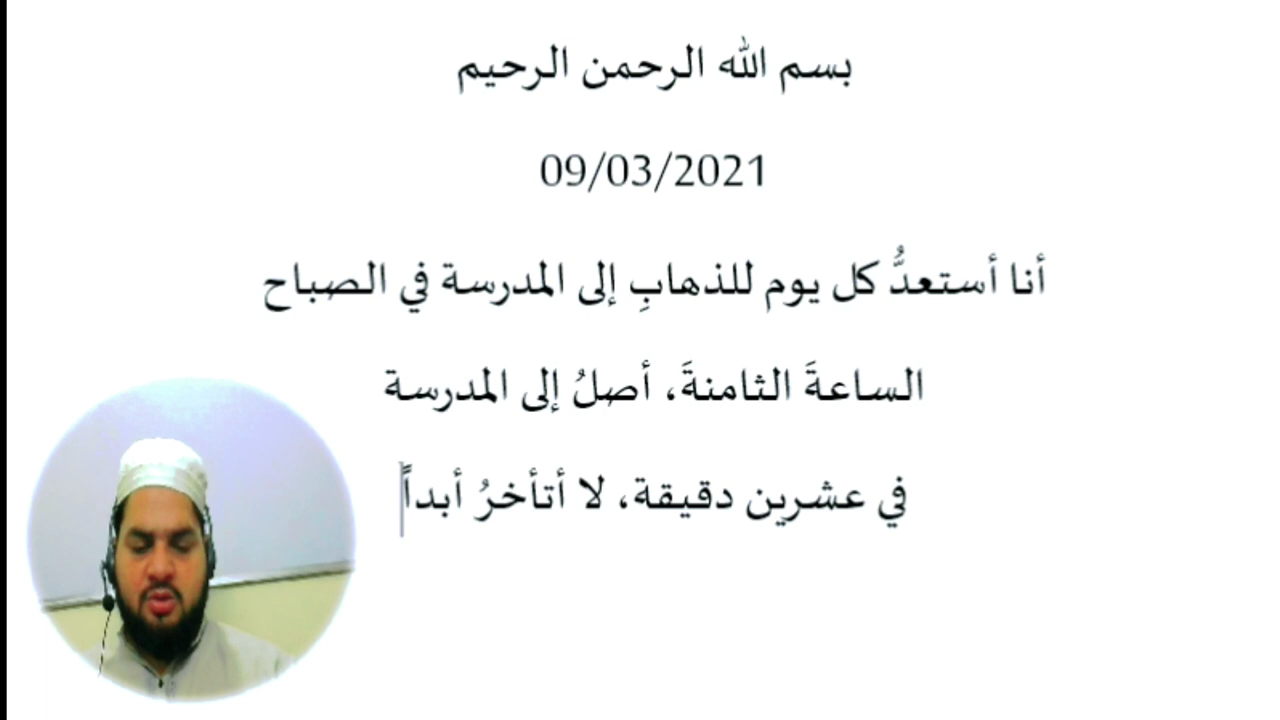 بسم الله الرحمن الرحيم
09/03/2021
أنا أستعدُّ كل يوم للذهابِ إلى المدرسة في الصباح
الساعةَ الثامنةَ، أصلُ إلى المدرسة
في عشرين دقيقة، لا أتأخرُ أبداً